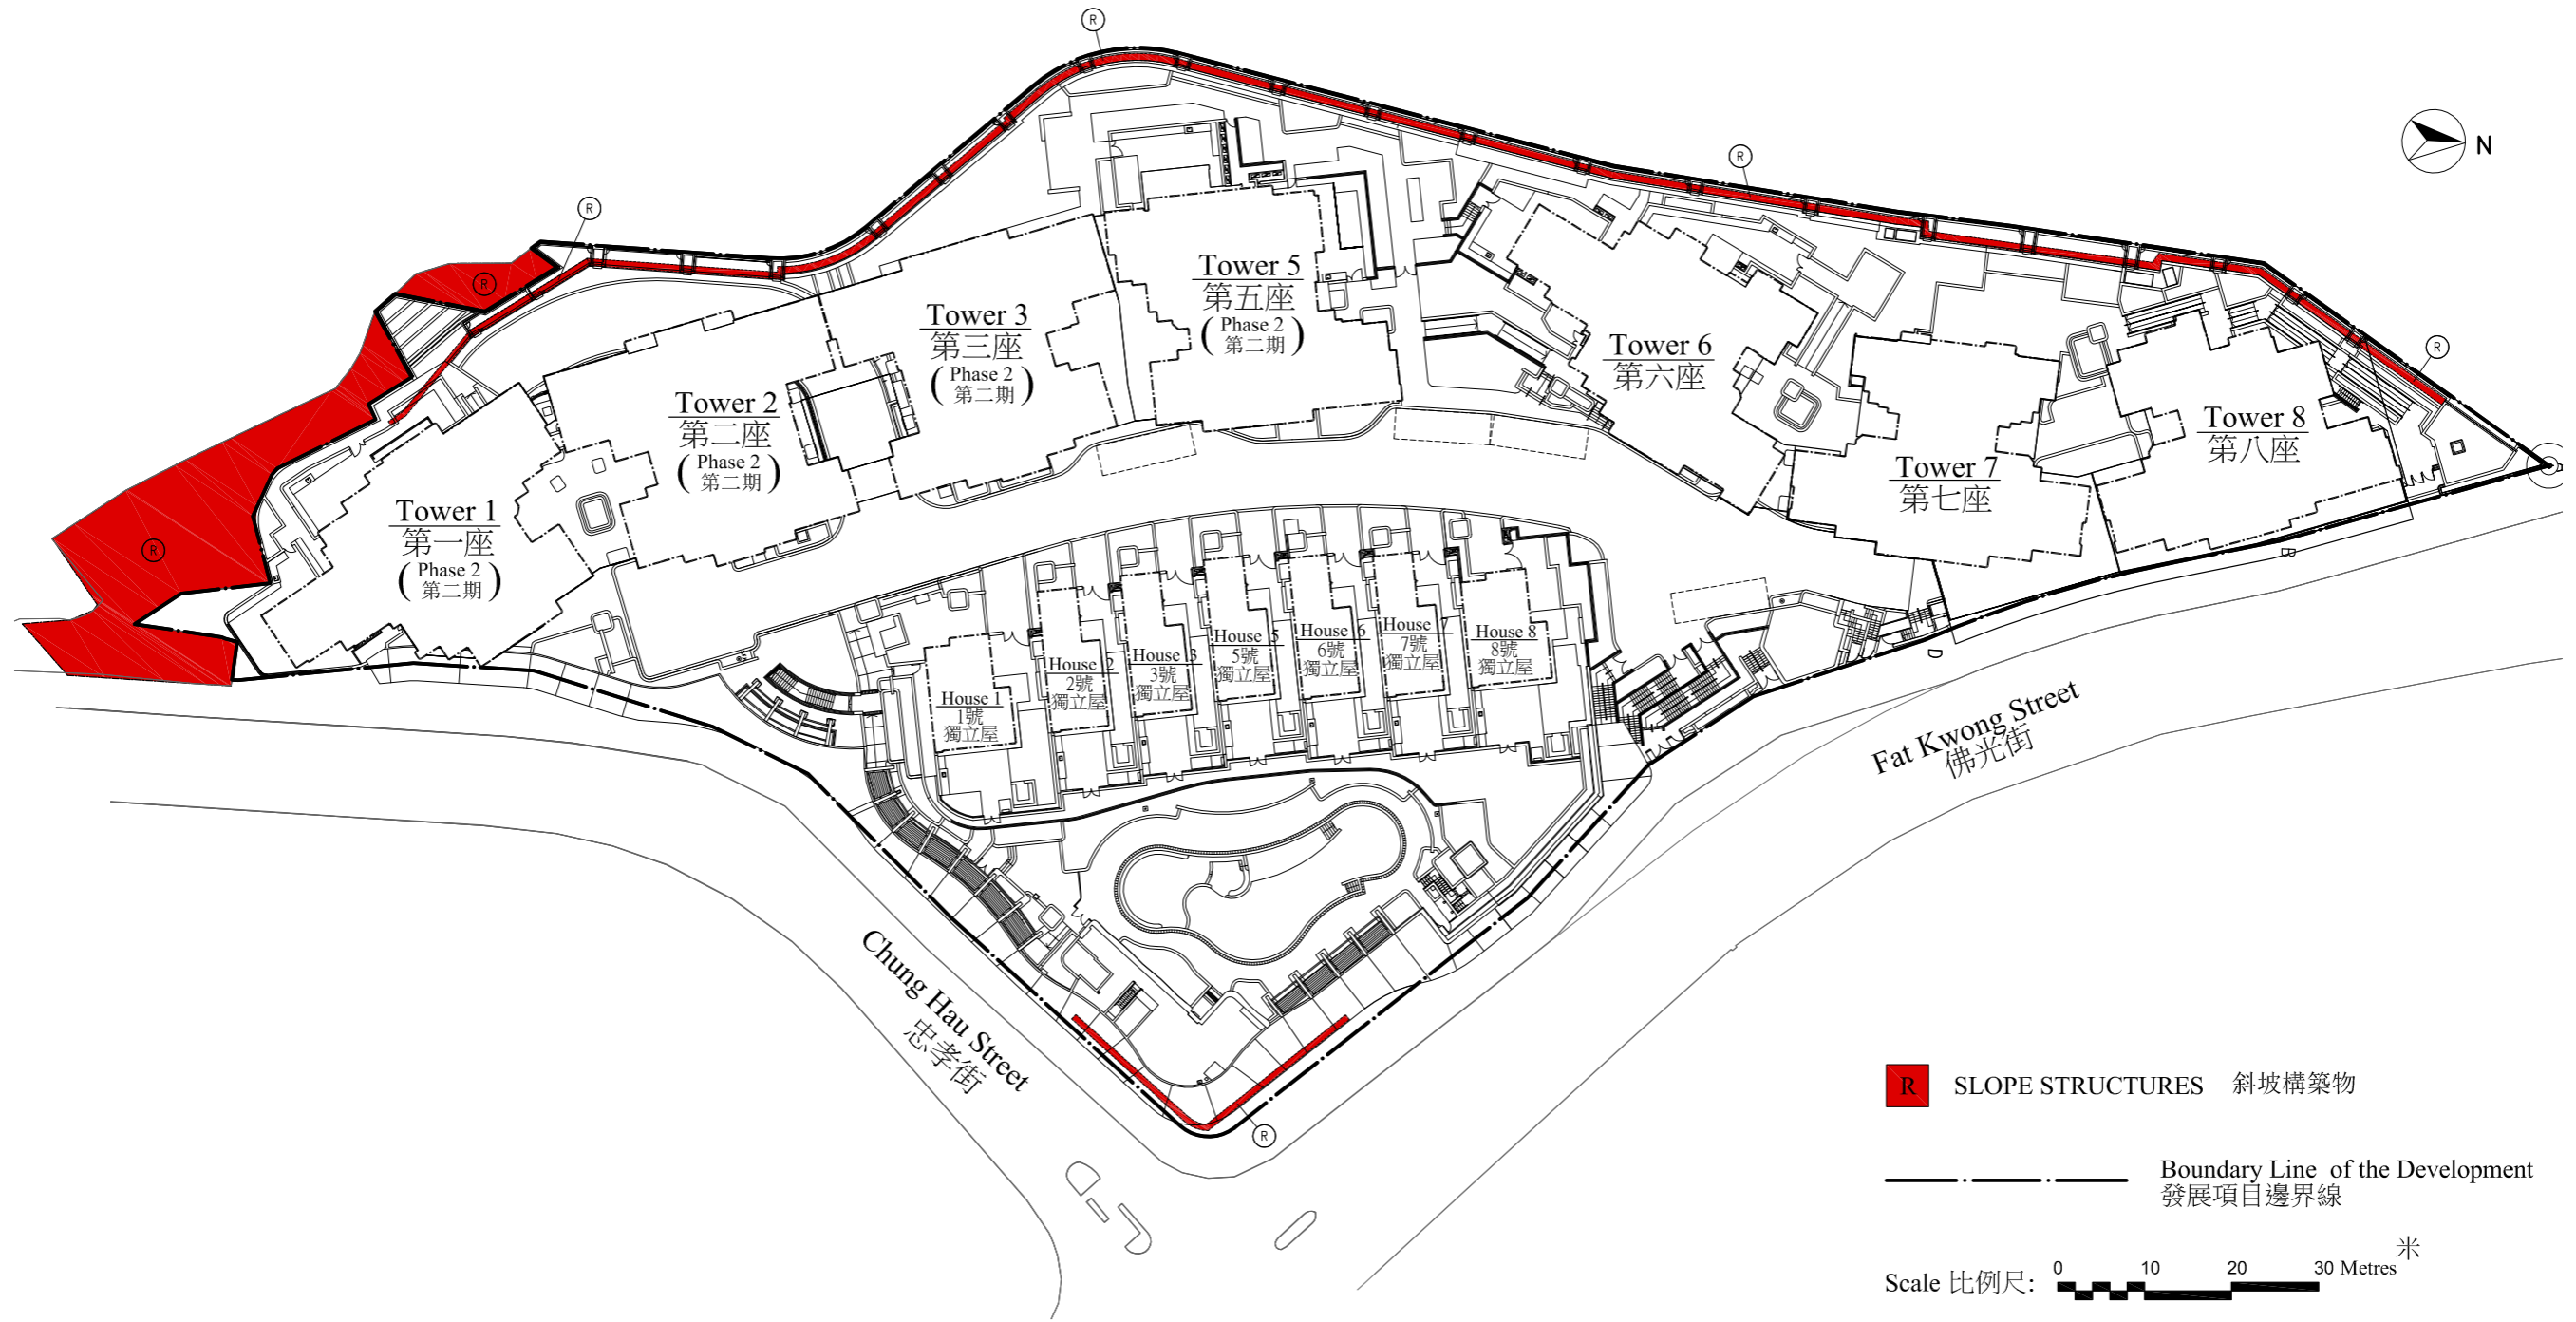 R
R
R
R
R
R
R
N
Tower 1
第一座
(Phase 2
第二期)
Tower 2
第二座
(Phase 2
第二期)
Tower 3
第三座
(Phase 2
第二期)
Tower 5
第五座
(Phase 2
第二期)
Tower 6
第六座
Tower 7
第七座
Tower 8
第八座
House 1
1號
獨立屋
House 2
2號
獨立屋
House 3
3號
獨立屋
House 5
5號
獨立屋
House 6
6號
獨立屋
House 7
7號
獨立屋
House 8
8號
獨立屋
Fat Kwong Street
佛光街
Chung Hau Street
忠孝街
R
R SLOPE STRUCTURES 斜坡構築物
Boundary Line of the Development
發展項目邊界線
Scale 比例尺: 0 10 20 30 Metres 米